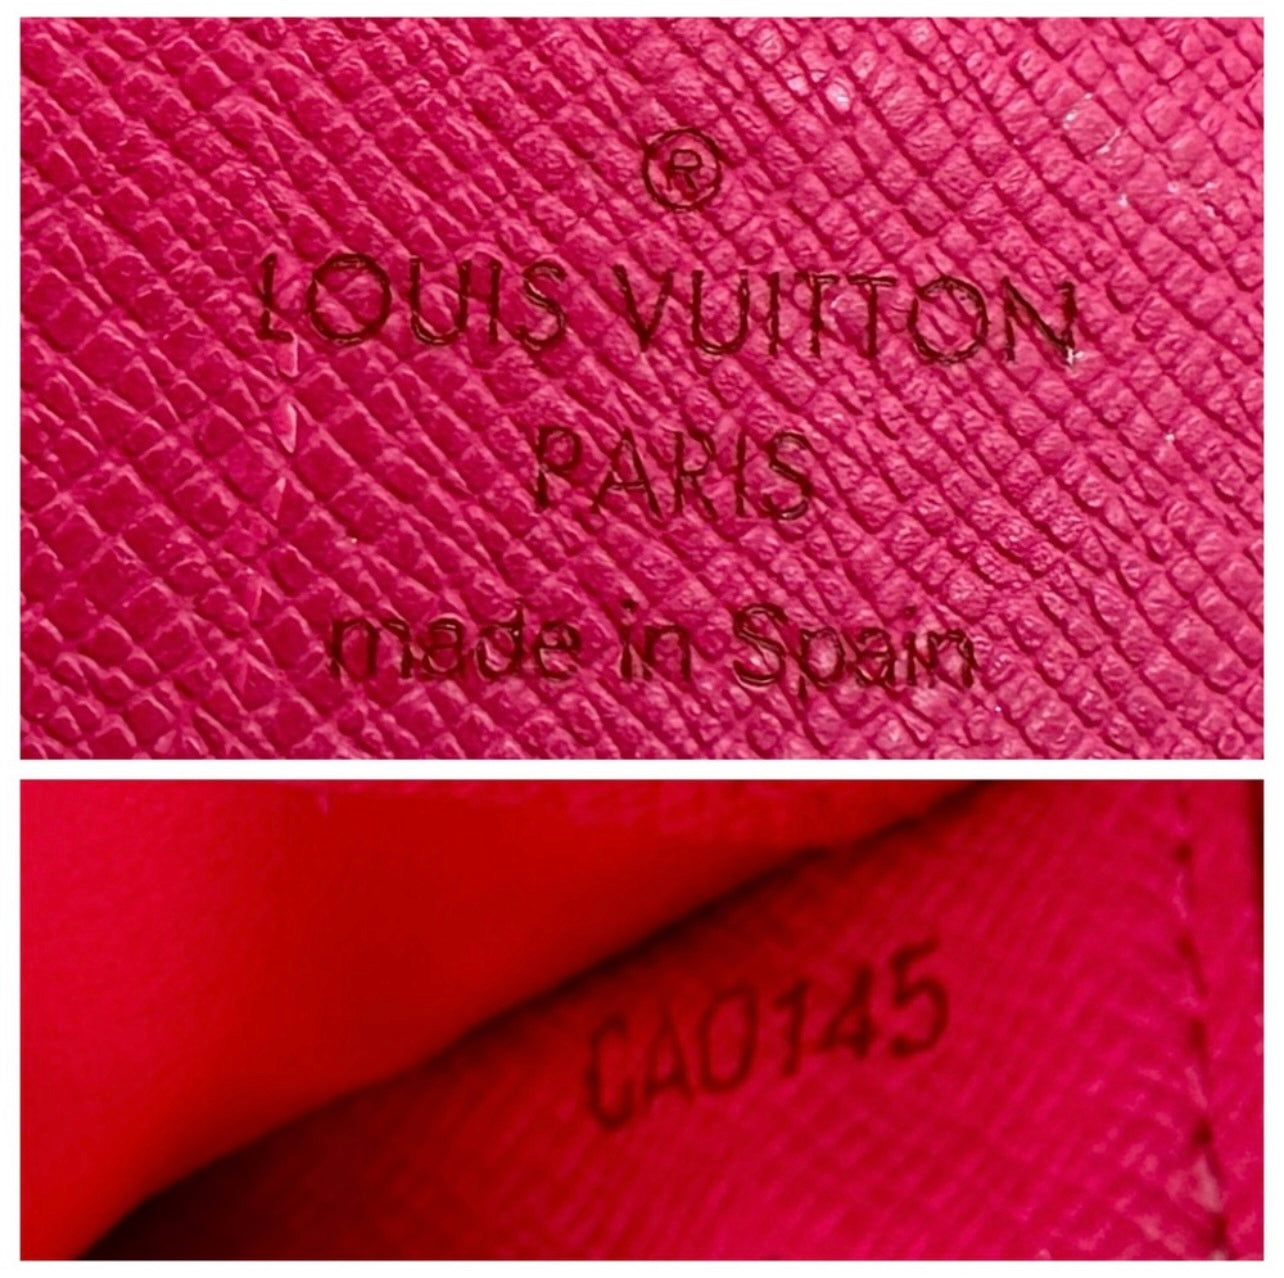 ®
LOUIS VUITTON
PARIS
made in Spain
CA0145